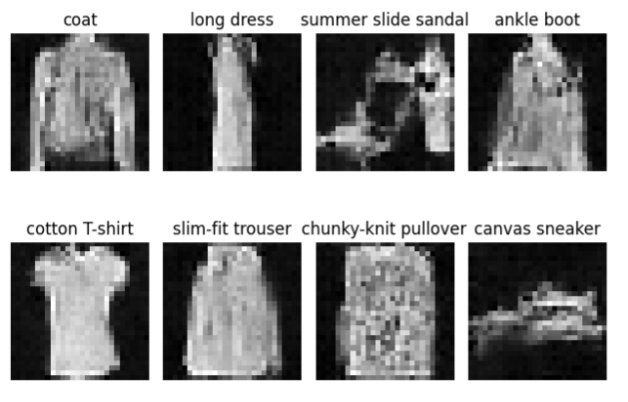 coat
long dress
summer slide sandal
ankle boot
cotton T-shirt
slim-fit trouser
chunky-knit pullover
canvas sneaker